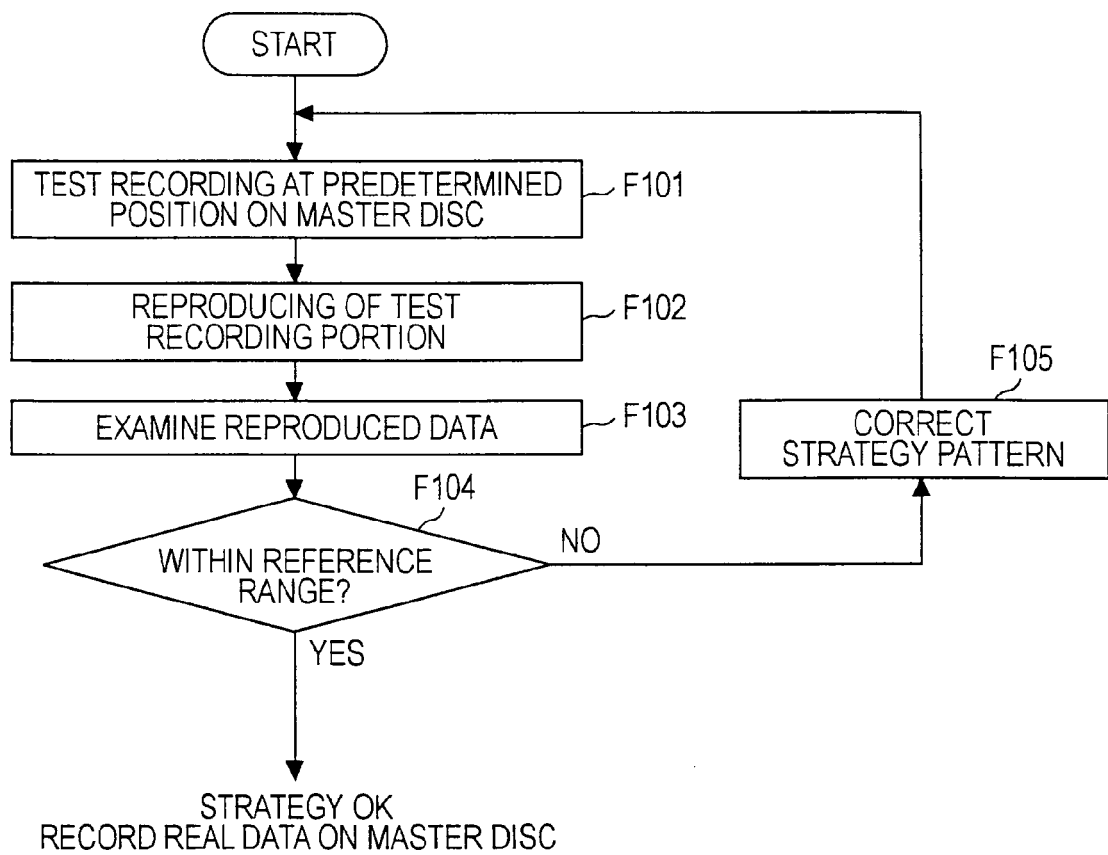 START
TEST RECORDING AT PREDETERMINED
POSITION ON MASTER DISC
F101
REPRODUCING OF TEST
RECORDING PORTION
F102
EXAMINE REPRODUCED DATA
F103
F105
CORRECT
STRATEGY PATTERN
F104
WITHIN REFERENCE
RANGE?
NO
YES
STRATEGY OK
RECORD REAL DATA ON MASTER DISC